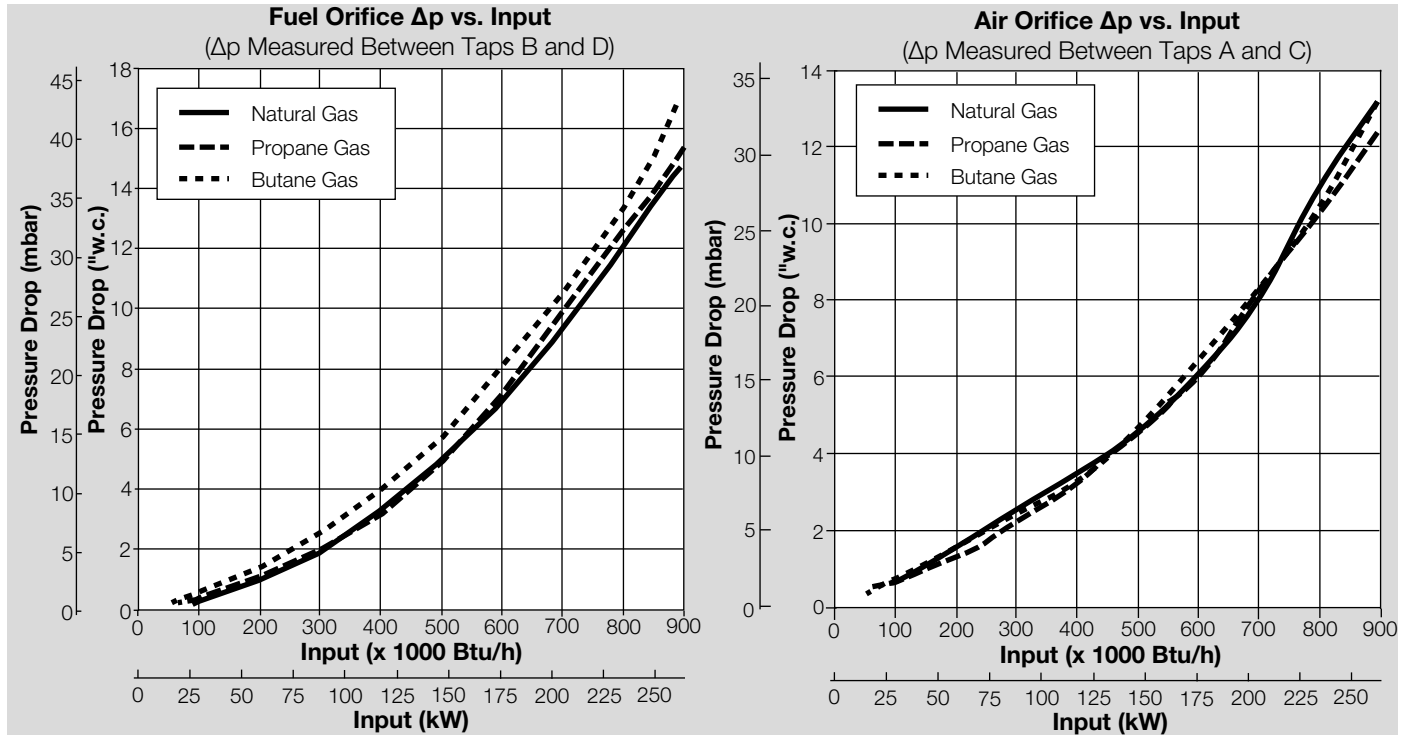 Fuel Orifice Δp vs. Input
(Δp Measured Between Taps B and D)
Pressure Drop (mbar)
45
40
35
30
25
20
15
10
5
0
Pressure Drop ("w.c.)
18
16
14
12
10
8
6
4
2
0
Natural Gas
Propane Gas
Butane Gas
0 100 200 300 400 500 600 700 800 900
Input (x 1000 Btu/h)
0 25 50 75 100 125 150 175 200 225 250
Input (kW)
Air Orifice Δp vs. Input
(Δp Measured Between Taps A and C)
Pressure Drop (mbar)
35
30
25
20
15
10
5
0
Pressure Drop ("w.c.)
14
12
10
8
6
4
2
0
Natural Gas
Propane Gas
Butane Gas
0 100 200 300 400 500 600 700 800 900
Input (x 1000 Btu/h)
0 25 50 75 100 125 150 175 200 225 250
Input (kW)